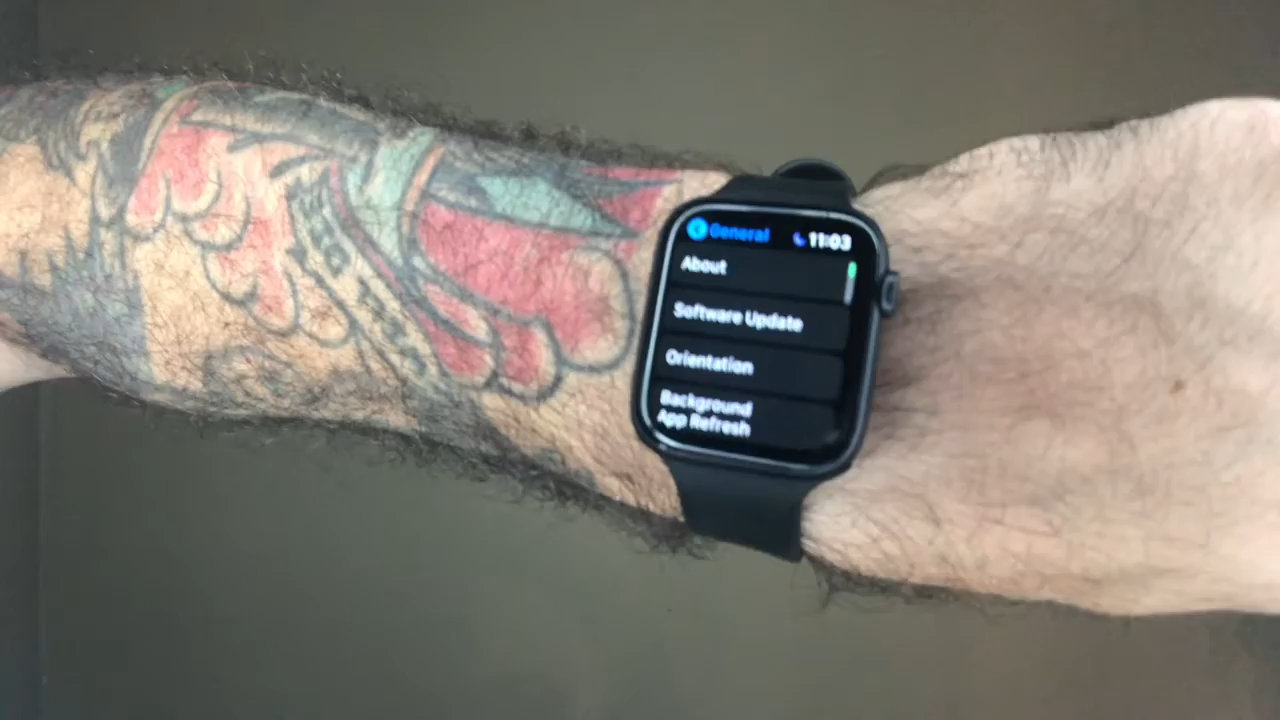 General 11:03
About
Software Update
Orientation
Background
App Refresh